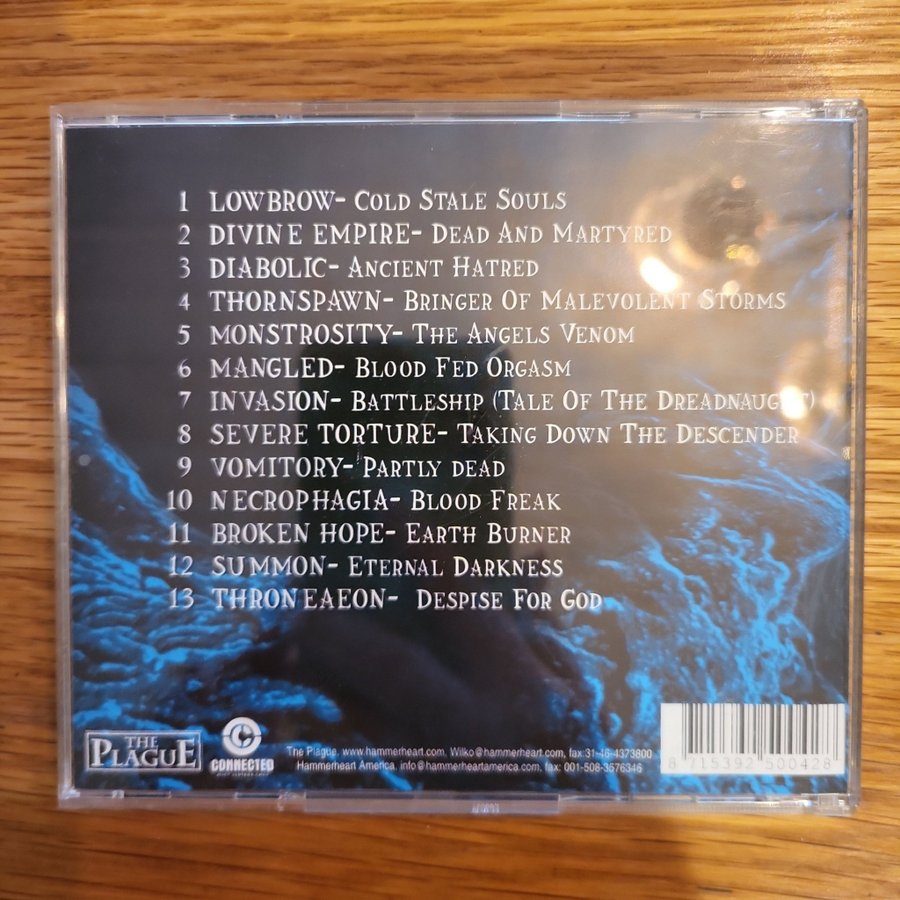 1 LOWBROW- COLD STALE SOULS
2 DIVINE EMPIRE- DEAD AND MARTYRED
3 DIABOLIC- ANCIENT HATRED
4 THORNSPAWN- BRINGER OF MALEVOLENT STORMS
5 MONSTROSITY- THE ANGELS VENOM
6 MANGLED- BLOOD FED ORGASM
7 INVASION- BATTLESHIP (TALE OF THE DREADNAUGHT)
8 SEVERE TORTURE- TAKING DOWN THE DESCENDER
9 VOMITORY- PARTLY DEAD
10 NECROPHAGIA- BLOOD FREAK
11 BROKEN HOPE- EARTH BURNER
12 SUMMON- ETERNAL DARKNESS
13 THRONEAEON- DESPISE FOR GOD
THE PLAGUE
CONNECTED
The Plague. www.hammerheart.com. Wilko@hammerheart.com, fax:31-46-4373800
Hammerheart America. info@hammerheartamerica.com, fax: 001-508-3576346
8 715392 500428